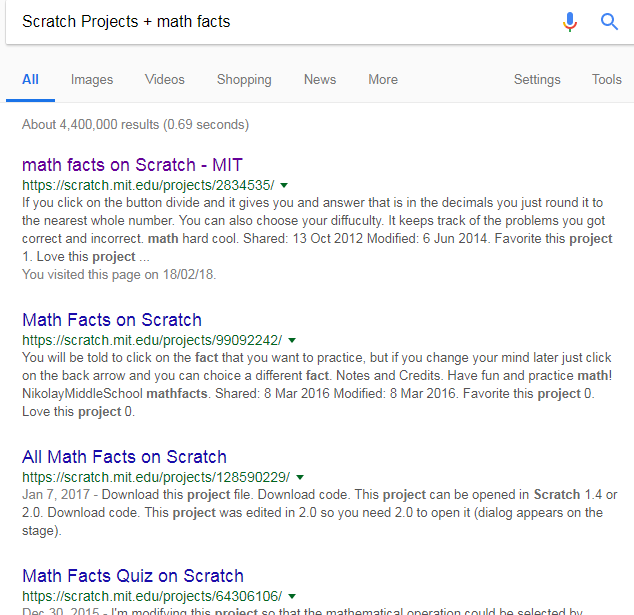 Scratch Projects + math facts
All Images Videos Shopping News More Settings Tools
About 4,400,000 results (0.69 seconds)
math facts on Scratch - MIT
https://scratch.mit.edu/projects/2834535/
If you click on the button divide and it gives you and answer that is in the decimals you just round it to
the nearest whole number. You can also choose your diffuculty. It keeps track of the problems you got
correct and incorrect. math hard cool. Shared: 13 Oct 2012 Modified: 6 Jun 2014. Favorite this project
1. Love this project ...
You visited this page on 18/02/18.
Math Facts on Scratch
https://scratch.mit.edu/projects/99092242/
You will be told to click on the fact that you want to practice, but if you change your mind later just click
on the back arrow and you can choice a different fact. Notes and Credits. Have fun and practice math!
NikolayMiddleSchool mathfacts. Shared: 8 Mar 2016 Modified: 8 Mar 2016. Favorite this project 0.
Love this project 0.
All Math Facts on Scratch
https://scratch.mit.edu/projects/128590229/
Jan 7, 2017 - Download this project file. Download code. This project can be opened in Scratch 1.4 or
2.0. Download code. This project was edited in 2.0 so you need 2.0 to open it (dialog appears on the
stage).
Math Facts Quiz on Scratch
https://scratch.mit.edu/projects/64306106/
Dec 30, 2015 - I'm modifying this project so that the mathematical operation could be selected by